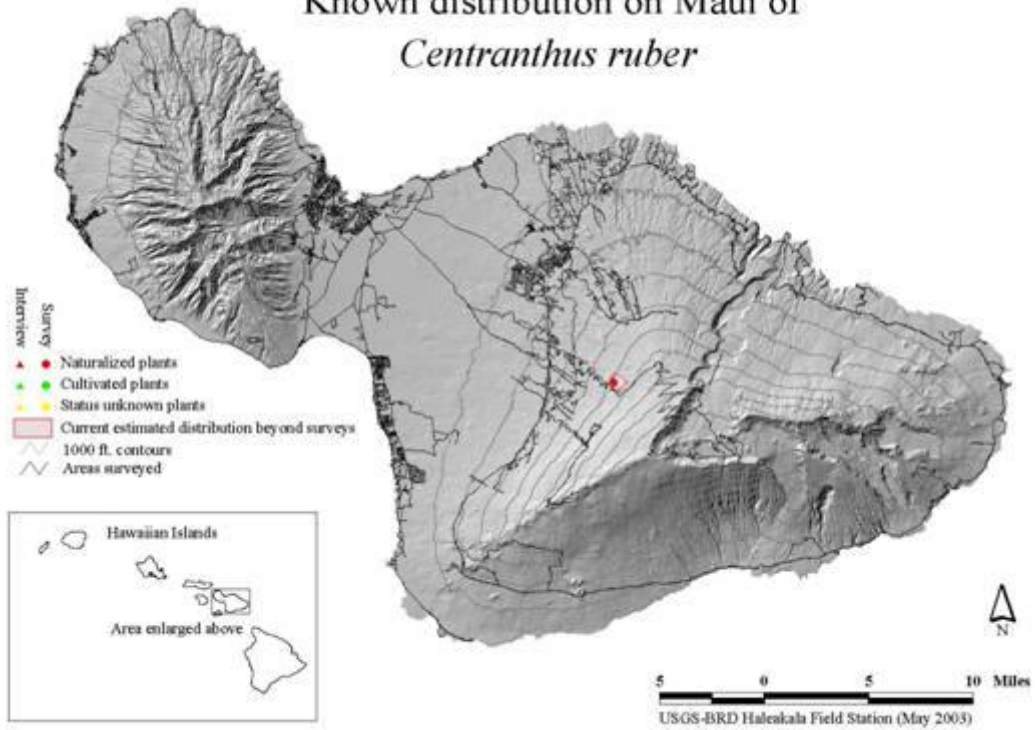 Known distribution on Maui of
Centranthus ruber
Interview
Survey
Naturalized plants
Cultivated plants
Status unknown plants
Current estimated distribution beyond surveys
1000 ft. contours
Areas surveyed
Hawaiian Islands
Area enlarged above
N
5 0 5 10 Miles
USGS-BRD Haleakala Field Station (May 2003)